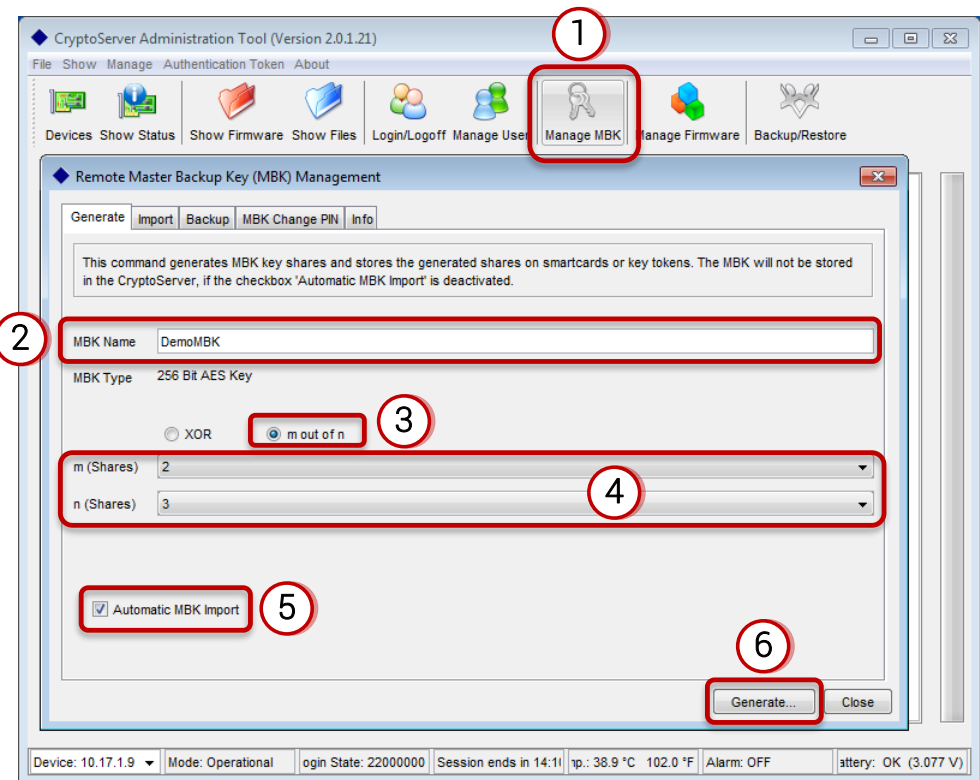 1
CryptoServer Administration Tool (Version 2.0.1.21)
File Show Manage Authentication Token About
Devices Show Status Show Firmware Show Files Login/Logoff Manage User Manage MBK Manage Firmware Backup/Restore
Remote Master Backup Key (MBK) Management
Generate Import Backup MBK Change PIN Info
This command generates MBK key shares and stores the generated shares on smartcards or key tokens. The MBK will not be stored
in the CryptoServer, if the checkbox 'Automatic MBK Import' is deactivated.
2
MBK Name DemoMBK
MBK Type 256 Bit AES Key
XOR m out of n 3
m (Shares) 2
4
n (Shares) 3
Automatic MBK Import 5
6
Generate... Close
Device: 10.17.1.9 Mode: Operational ogin State: 22000000 Session ends in 14:1 p.: 38.9 °C 102.0 °F Alarm: OFF attery: OK (3.077 V)